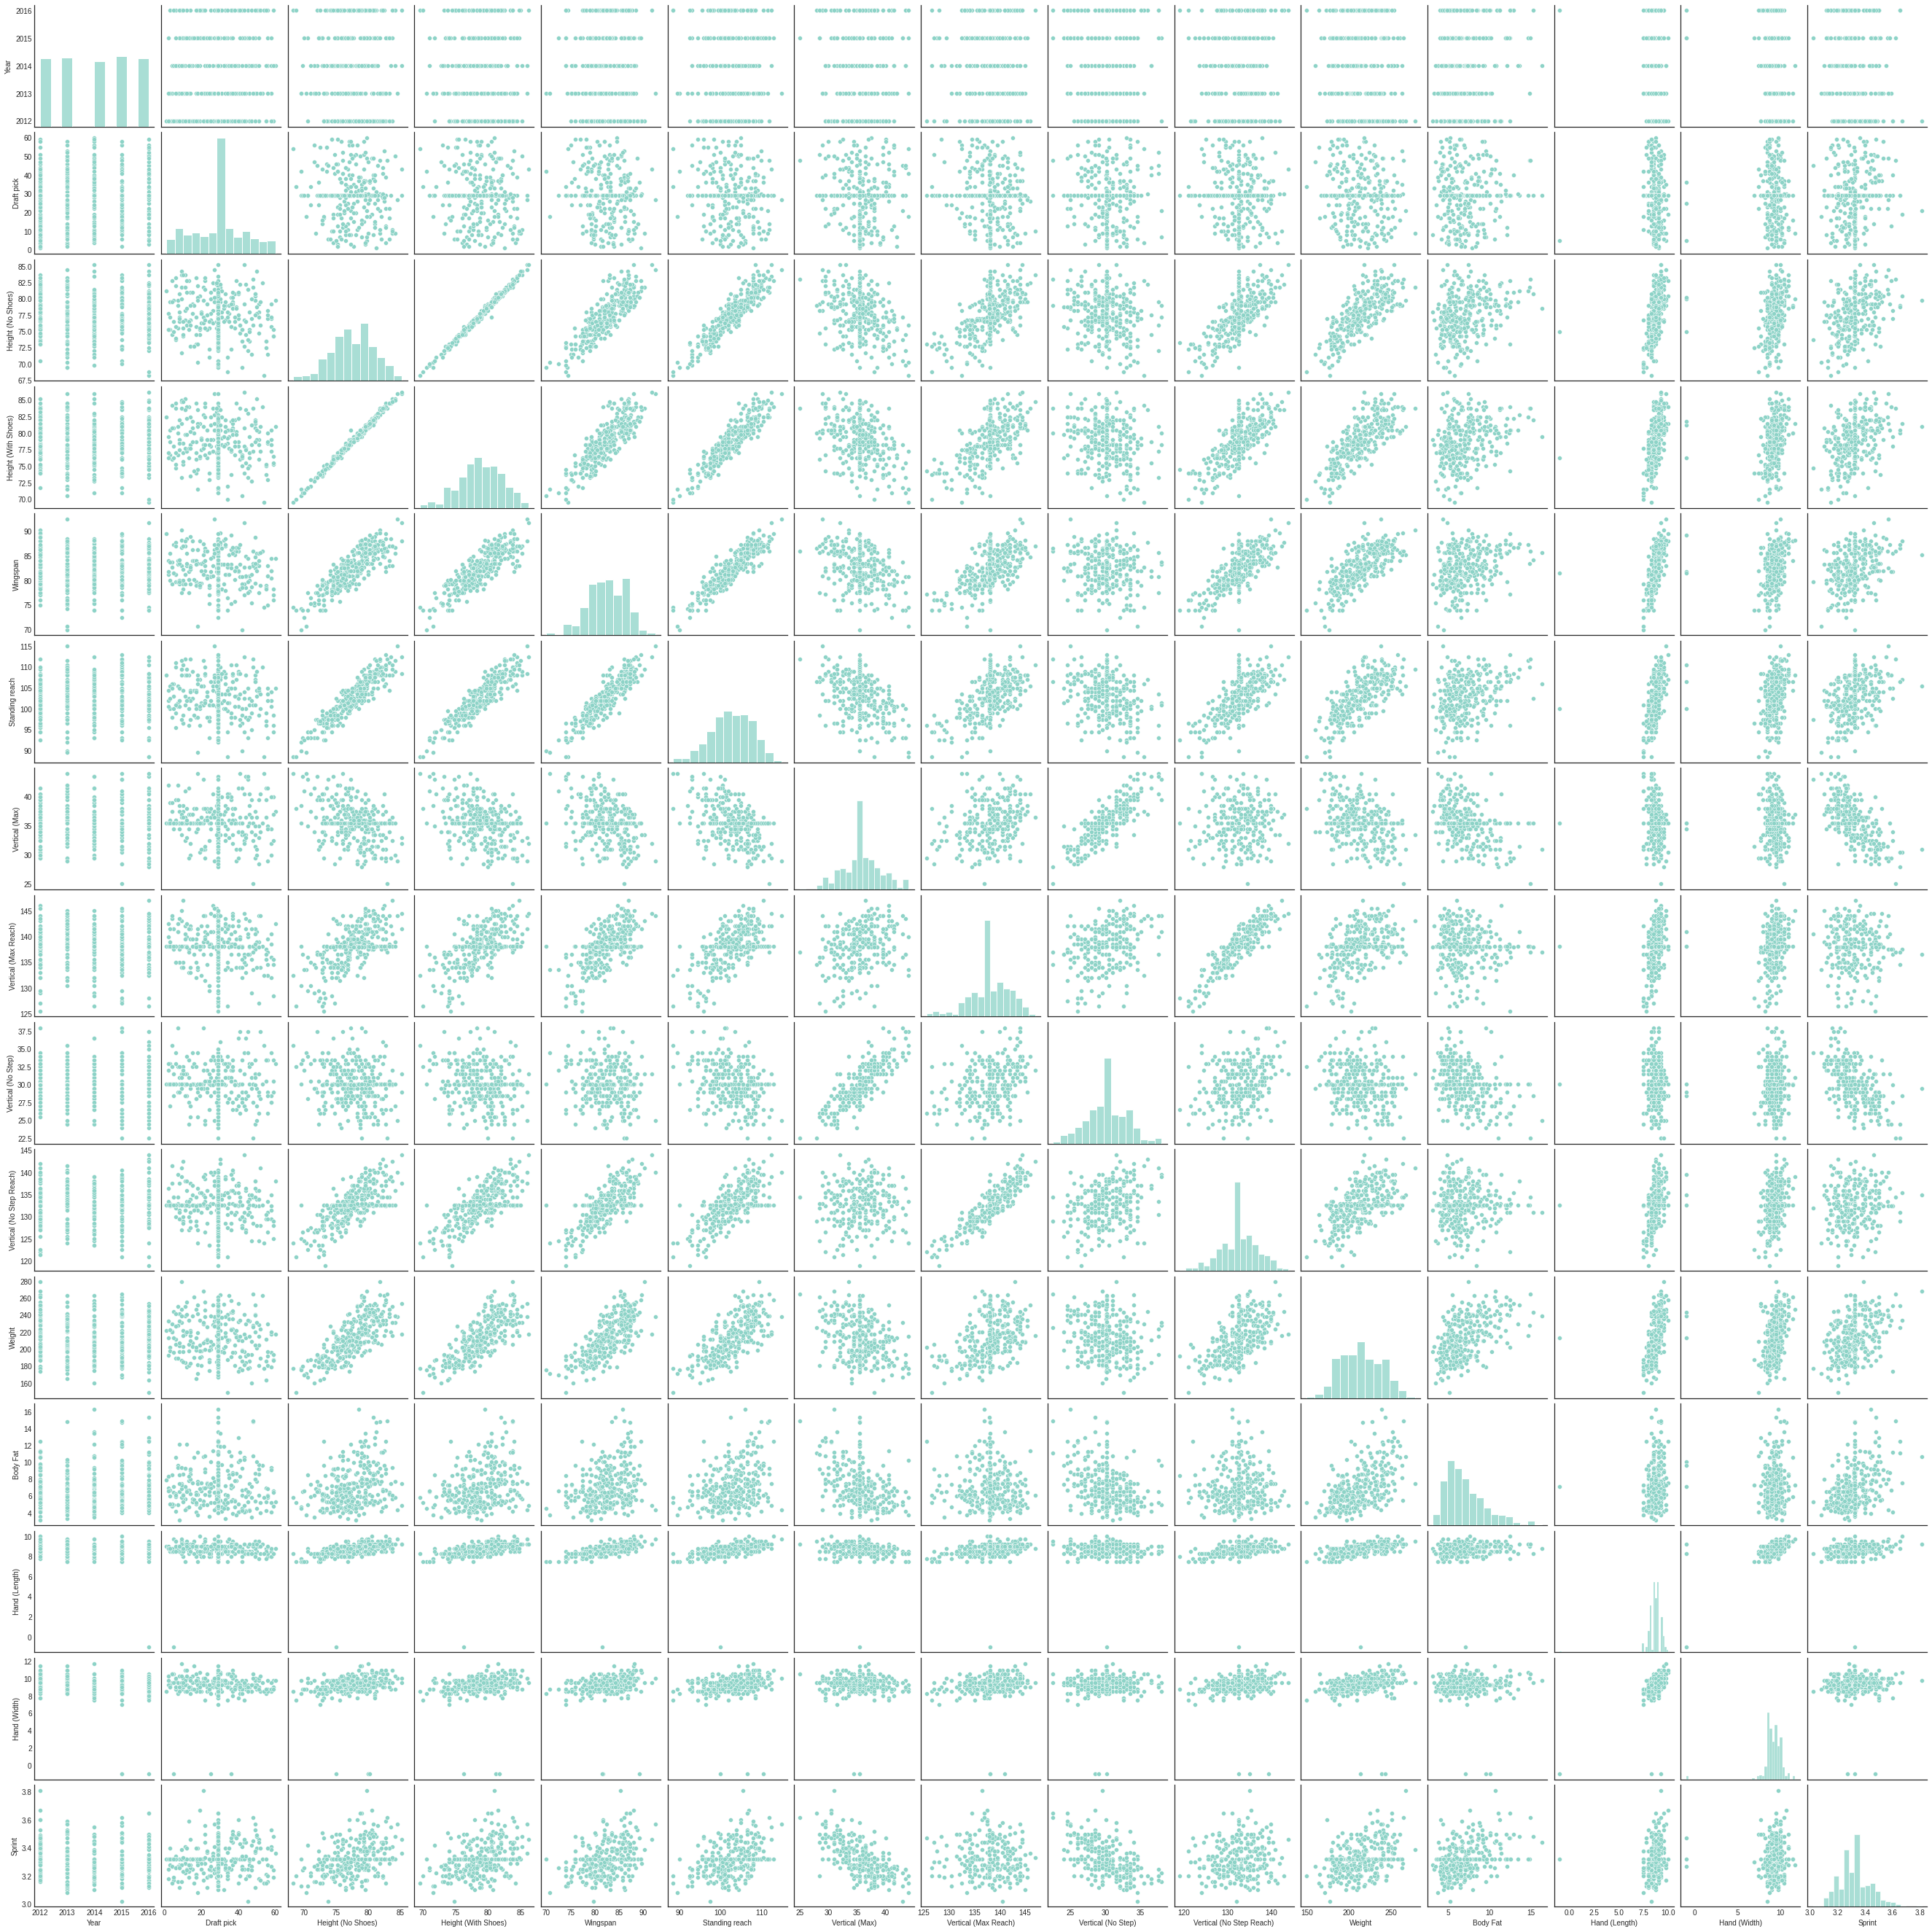 2016
2015
2014
2013
2012
Year
60
50
40
30
20
10
0
Draft pick
85.0
82.5
80.0
77.5
75.0
72.5
70.0
67.5
Height (No Shoes)
85.0
82.5
80.0
77.5
75.0
72.5
70.0
Height (With Shoes)
90
85
80
75
70
Wingspan
115
110
105
100
95
90
Standing reach
40
35
30
25
Vertical (Max)
145
140
135
130
125
Vertical (Max Reach)
37.5
35.0
32.5
30.0
27.5
25.0
22.5
Vertical (No Step)
145
140
135
130
125
120
Vertical (No Step Reach)
280
260
240
220
200
180
160
Weight
16
14
12
10
8
6
4
Body Fat
10
8
6
4
2
0
Hand (Length)
12
10
8
6
4
2
0
Hand (Width)
3.8
3.6
3.4
3.2
3.0
Sprint
2012 2013 2014 2015 2016
Year
0 20 40 60
Draft pick
70 75 80 85
Height (No Shoes)
70 75 80 85
Height (With Shoes)
70 75 80 85 90
Wingspan
90 100 110
Standing reach
25 30 35 40
Vertical (Max)
125 130 135 140 145
Vertical (Max Reach)
25 30 35
Vertical (No Step)
120 130 140
Vertical (No Step Reach)
150 200 250
Weight
5 10 15
Body Fat
0.0 2.5 5.0 7.5 10.0
Hand (Length)
0 5 10
Hand (Width)
3.0 3.2 3.4 3.6 3.8
Sprint